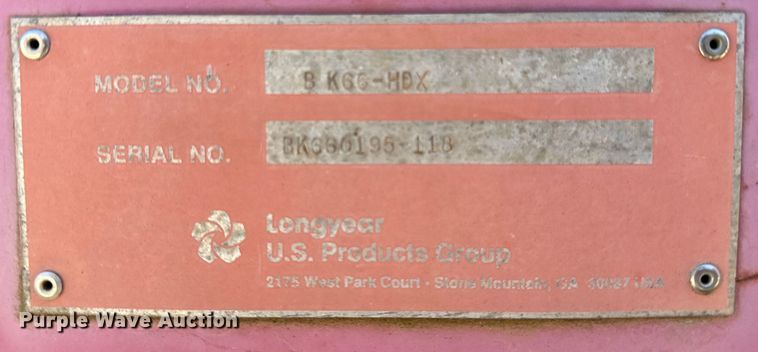 MODEL NO. B K66-HDX
SERIAL NO. BK660195-118
Longyear
U.S. Products Group
2175 West Park Court · Stone Mountain, GA 30087 USA
Purple Wave Auction